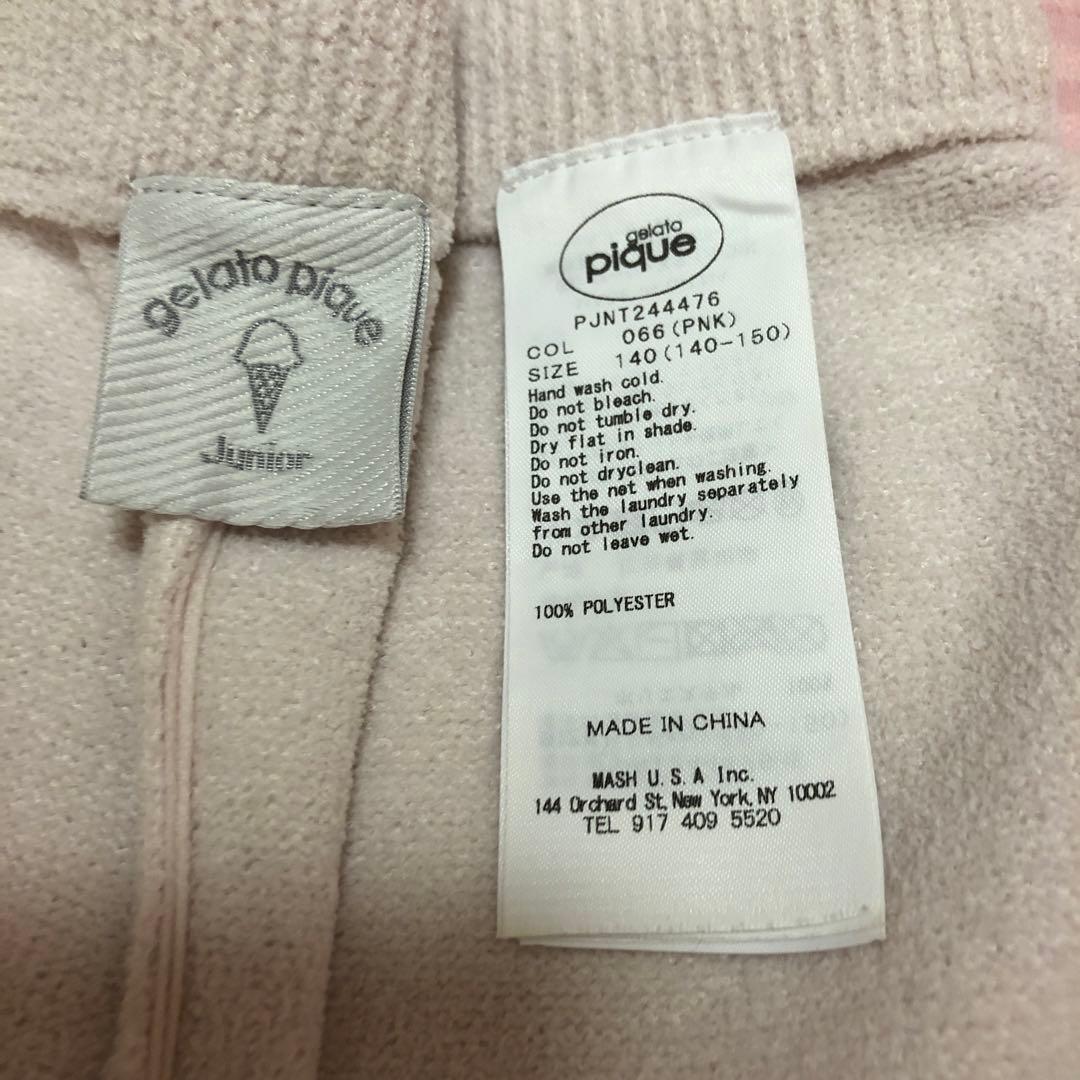 gelato pique
Junior
gelato
pique
PJNT244476
COL 066(PNK)
SIZE 140(140-150)
Hand wash cold.
Do not bleach.
Do not tumble dry.
Dry flat in shade.
Do not iron.
Do not dryclean.
Use the net when washing.
Wash the laundry separately
from other laundry.
Do not leave wet.
100% POLYESTER
MADE IN CHINA
MASH U.S.A Inc.
144 Orchard St, New York, NY 10002
TEL 917 409 5520